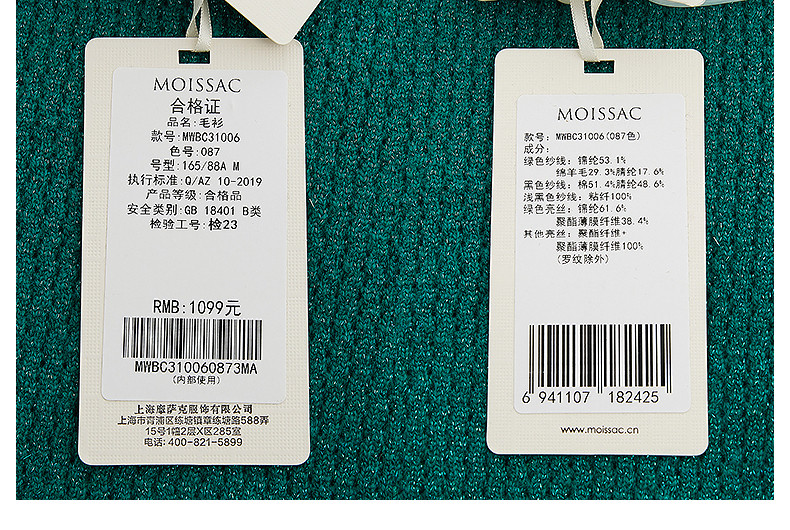 MOISSAC
合格证
品名:毛衫
款号:MWBC31006
色号:087
号型:165/88A M
执行标准:Q/AZ 10-2019
产品等级:合格品
安全类别:GB 18401 B类
检验工号:检23
RMB:1099元
MWBC310060873MA
(内部使用)
上海摩萨克服饰有限公司
上海市青浦区练塘镇章练塘路588弄
15号1幢2层X区285室
电话: 400-821-5899
MOISSAC
款号: MWBC31006(087色)
成分:
绿色纱线: 锦纶53.1%
绵羊毛29.3%腈纶17.6%
黑色纱线: 棉51.4%腈纶48.6%
浅黑色纱线: 粘纤100%
绿色亮丝: 锦纶61.6%
聚酯薄膜纤维38.4%
其他亮丝: 聚酯纤维+
聚酯薄膜纤维100%
(罗纹除外)
6 941107 182425
www.moissac.cn